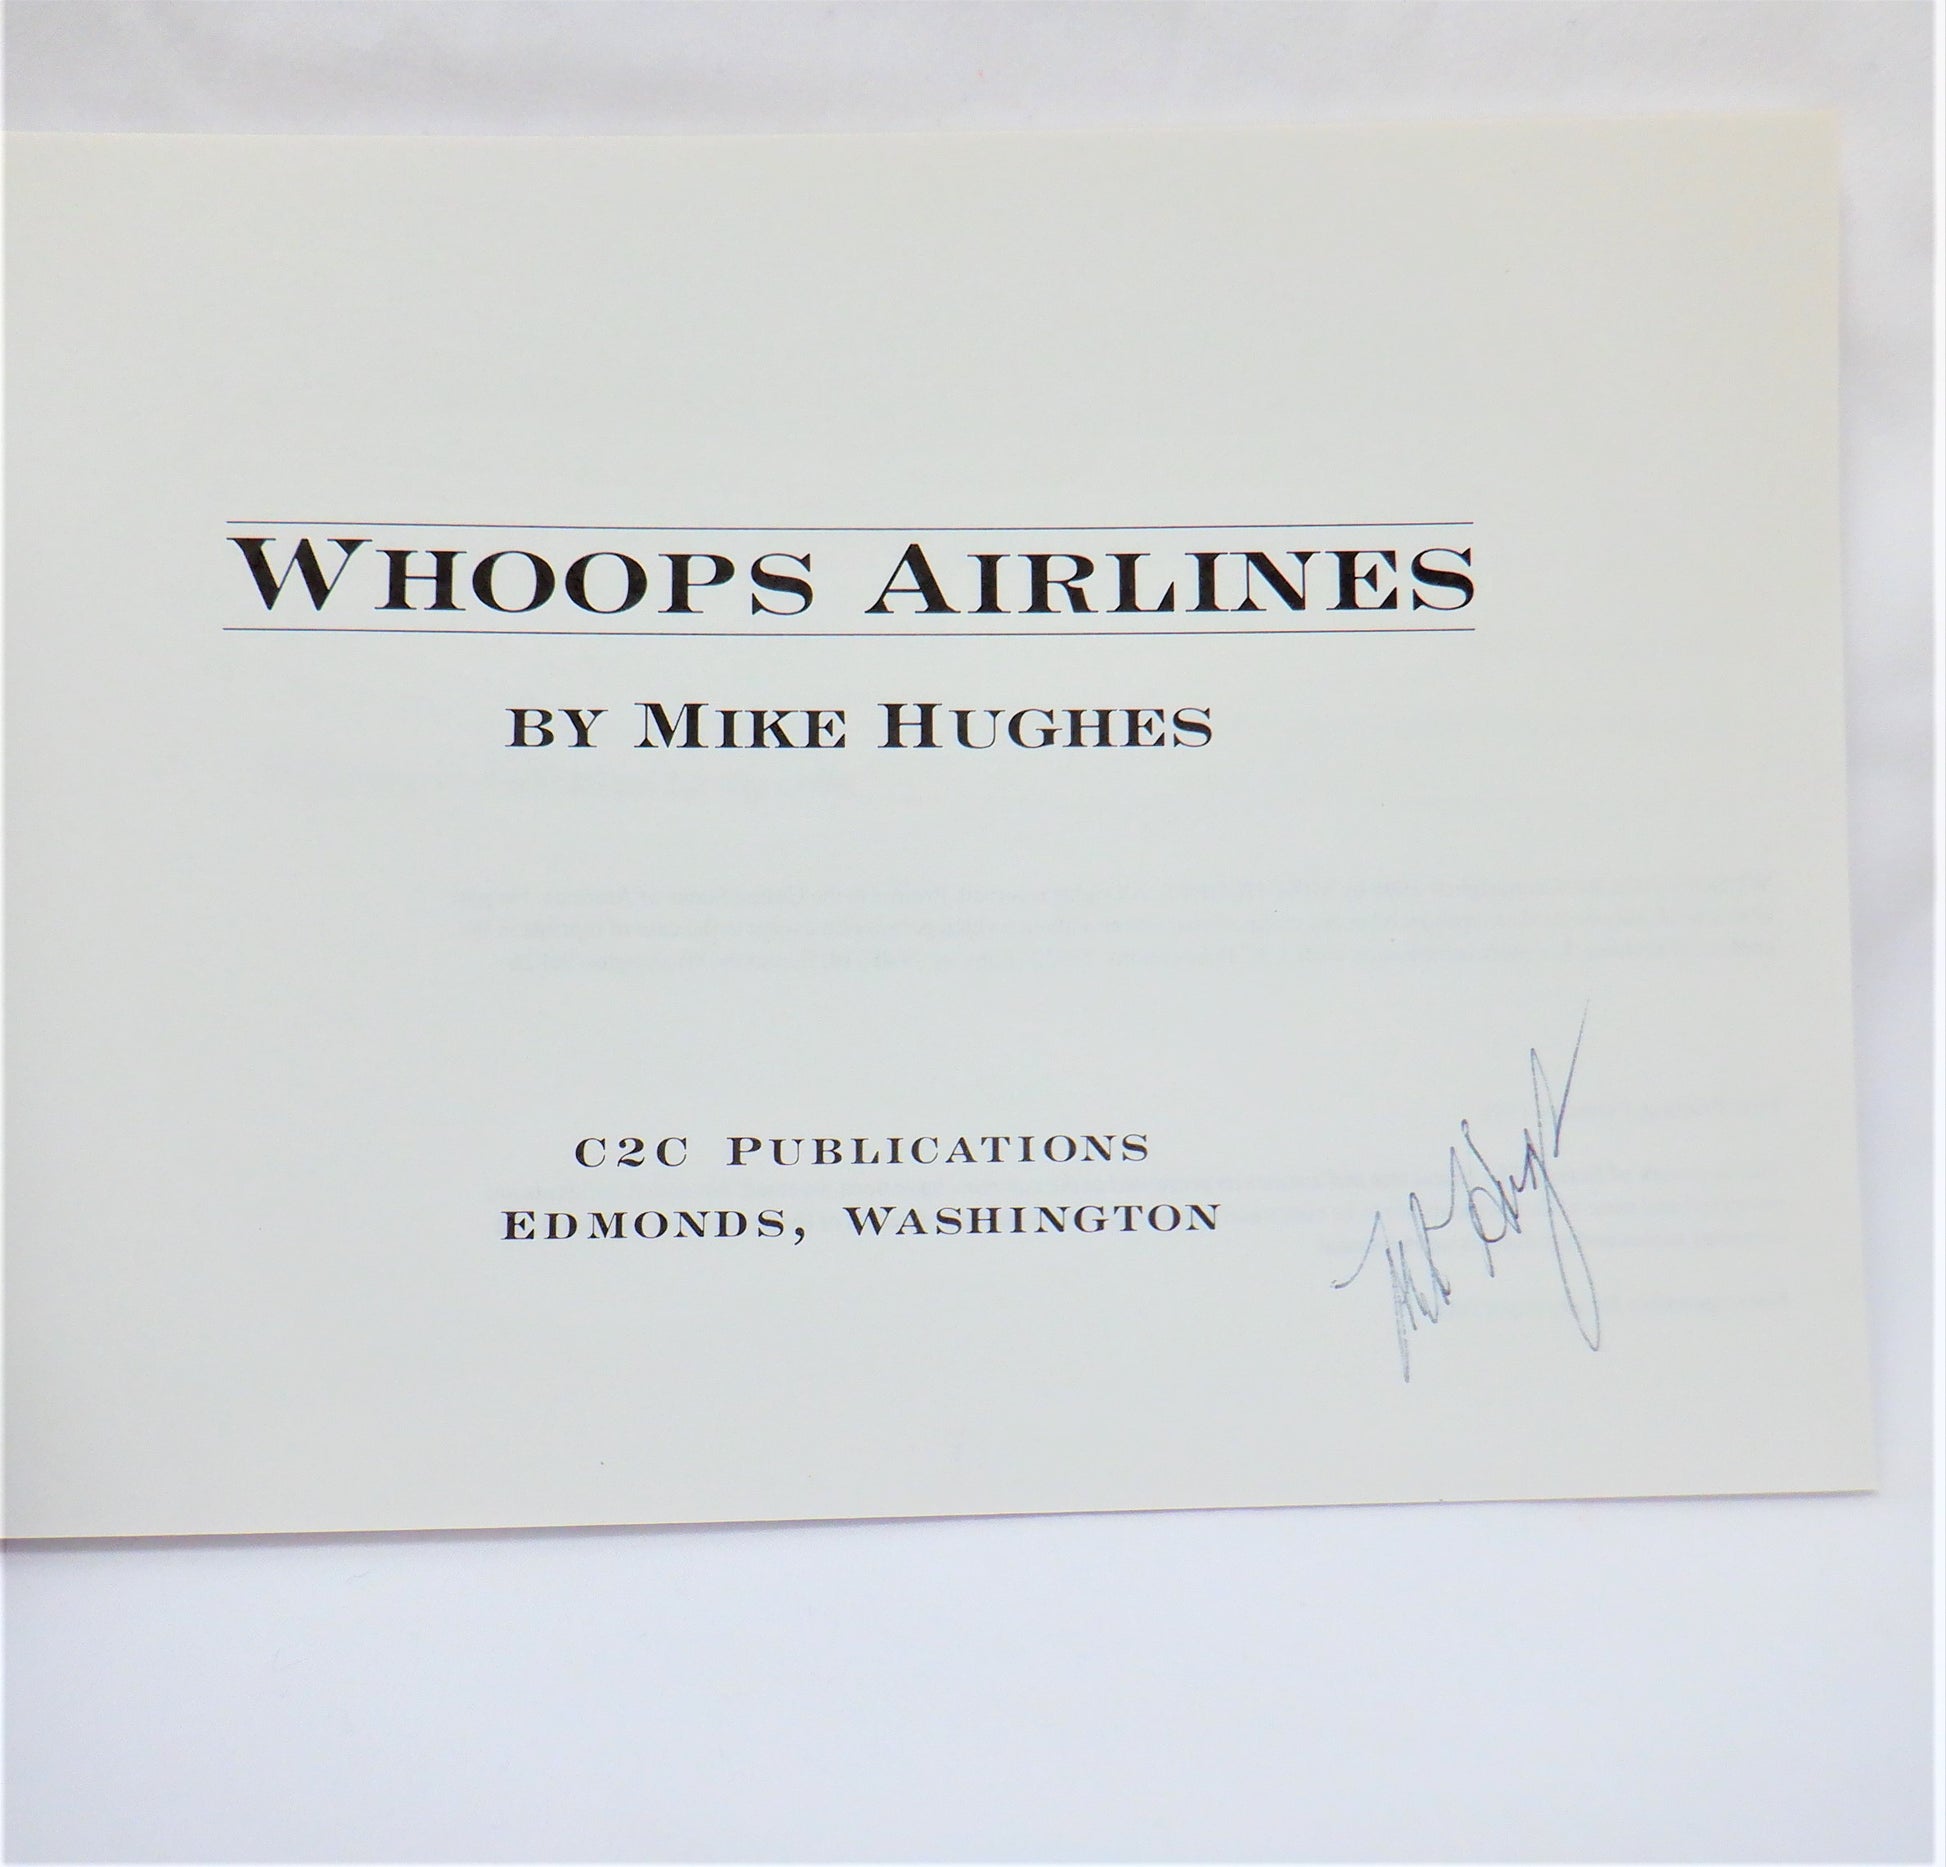 WHOOPS AIRLINES
BY MIKE HUGHES
C2C PUBLICATIONS
EDMONDS, WASHINGTON